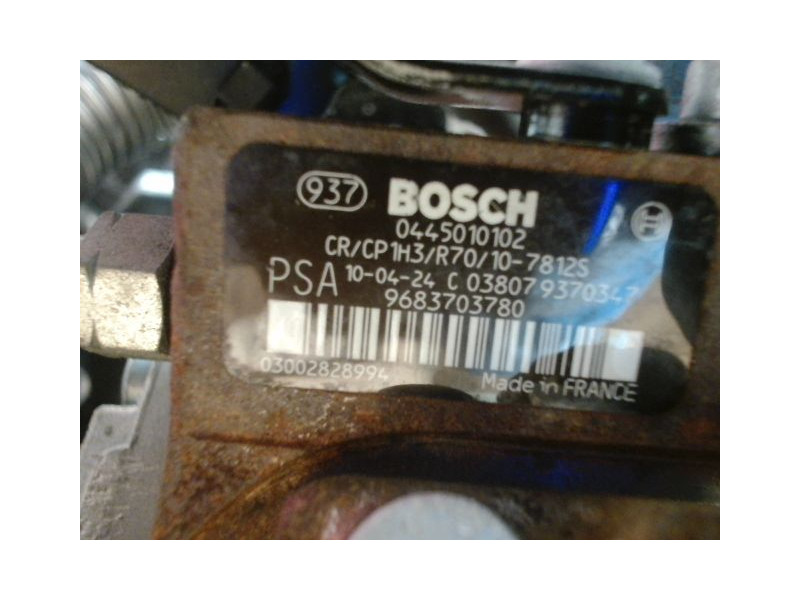 937 BOSCH
0445010102
CR/CP1H3/R70/10-7812S
PSA 10-04-24 C 03807 9370347
9683703780
03002828994 Made in FRANCE